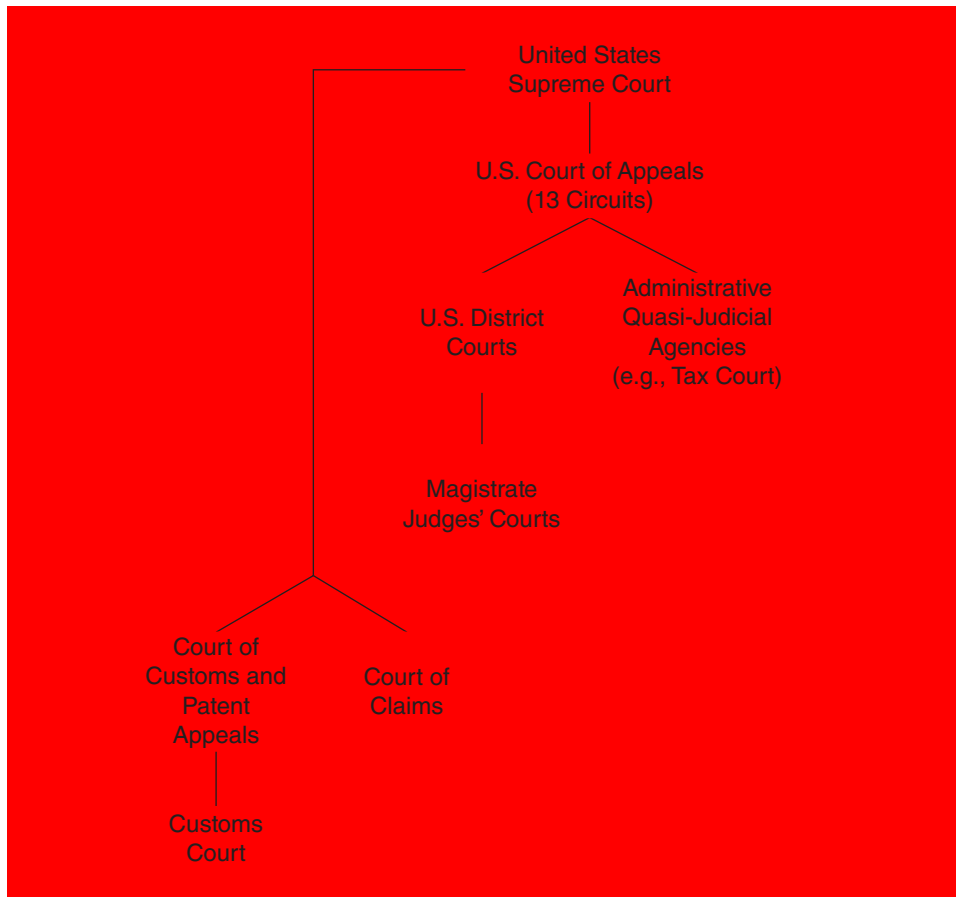 United States
Supreme Court
U.S. Court of Appeals
(13 Circuits)
U.S. District
Courts
Administrative
Quasi-Judicial
Agencies
(e.g., Tax Court)
Magistrate
Judges’ Courts
Court of
Customs and
Patent
Appeals
Court of
Claims
Customs
Court